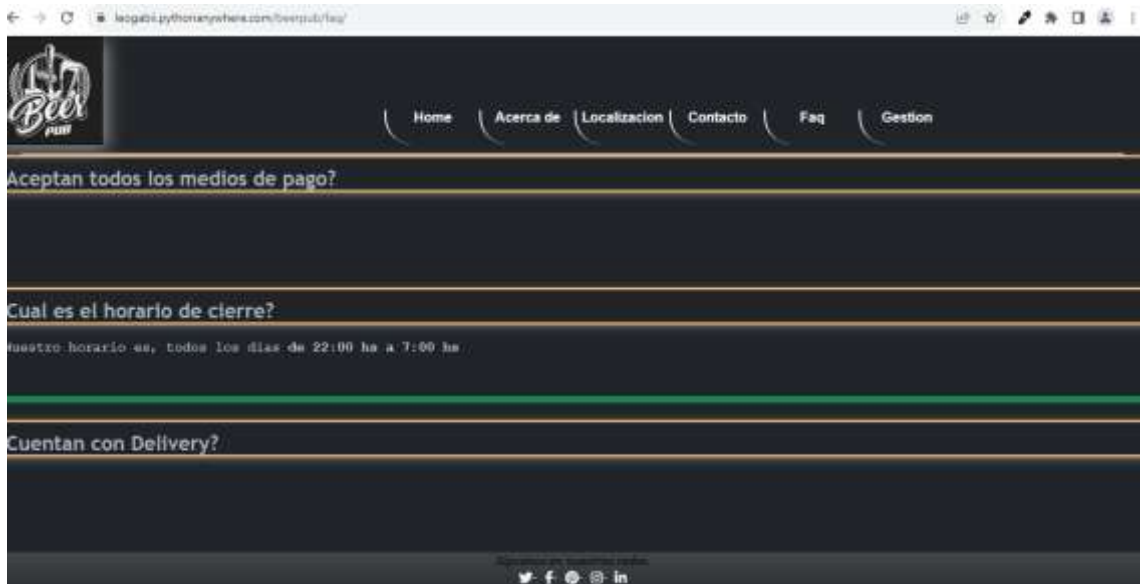 leogabii.pythonanywhere.com/beerpub/faq/
Beer
PUB
Home Acerca de Localizacion Contacto Faq Gestion
Aceptan todos los medios de pago?
Cual es el horario de cierre?
Nuestro horario es, todos los dias de 22:00 hs a 7:00 hs
Cuentan con Delivery?